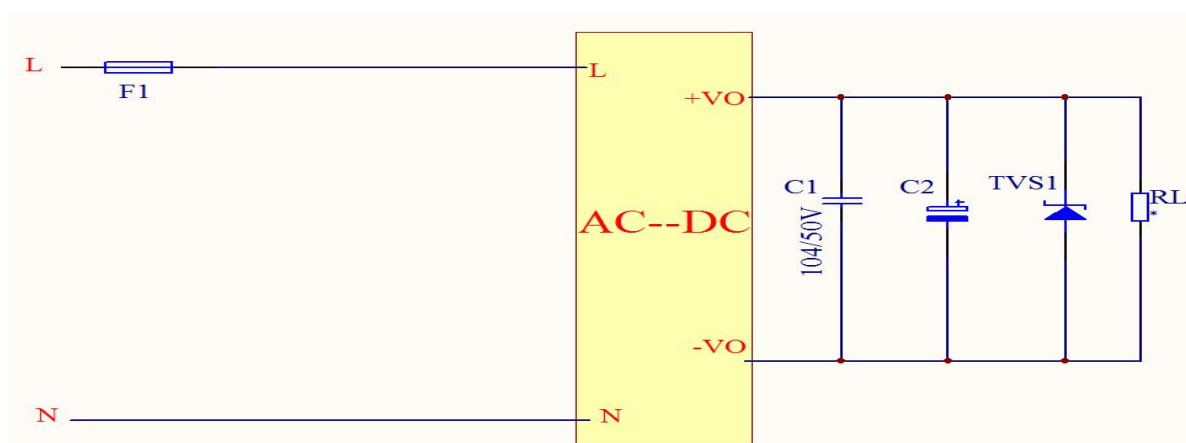 L
F1
L
+VO
C1
104/50V
C2
+
TVS1
RL
*
AC--DC
-VO
N
N